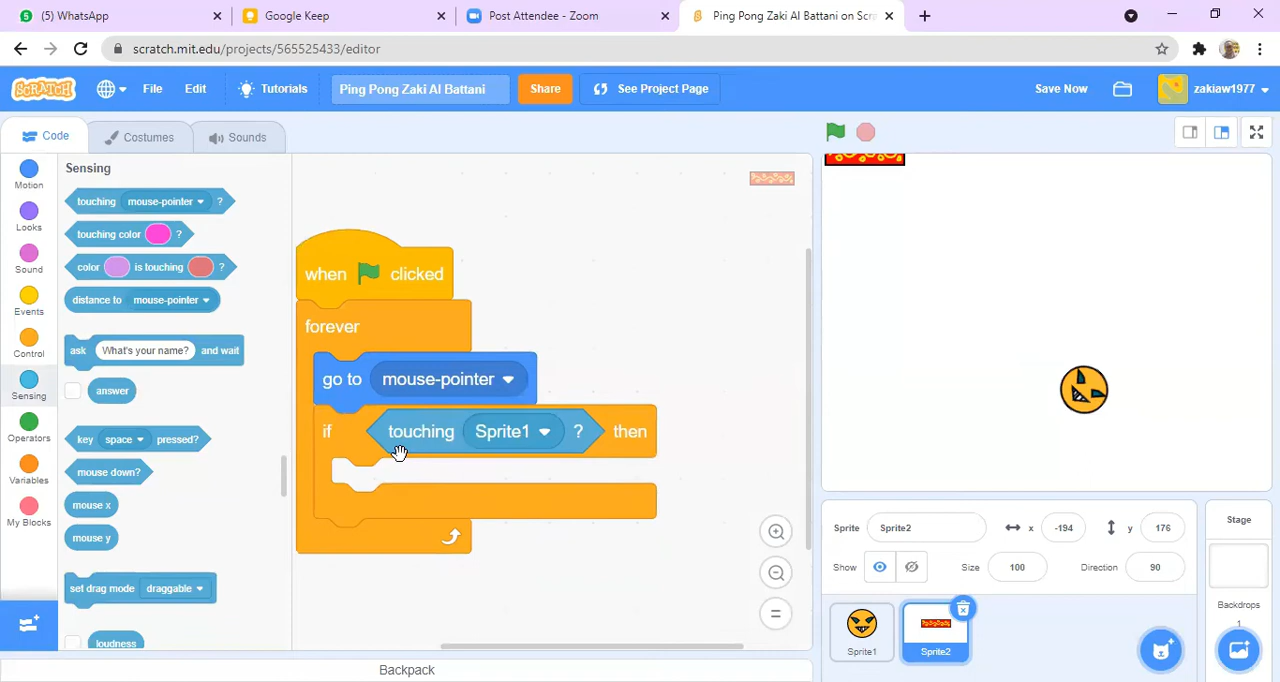 5 (5) WhatsApp
Google Keep
Post Attendee - Zoom
Ping Pong Zaki Al Battani on Scra
scratch.mit.edu/projects/565525433/editor
SCRATCH
File
Edit
Tutorials
Ping Pong Zaki Al Battani
Share
See Project Page
Save Now
zakiaw1977
Code
Costumes
Sounds
Motion
Looks
Sound
Events
Control
Sensing
Operators
Variables
My Blocks
Sensing
touching mouse-pointer ?
touching color ?
color is touching ?
distance to mouse-pointer
ask What's your name? and wait
answer
key space pressed?
mouse down?
mouse x
mouse y
set drag mode draggable
loudness
when clicked
forever
go to mouse-pointer
if touching Sprite1 ? then
Backpack
Sprite Sprite2 x -194 y 176
Show Size 100 Direction 90
Sprite1
Sprite2
Stage
Backdrops
1